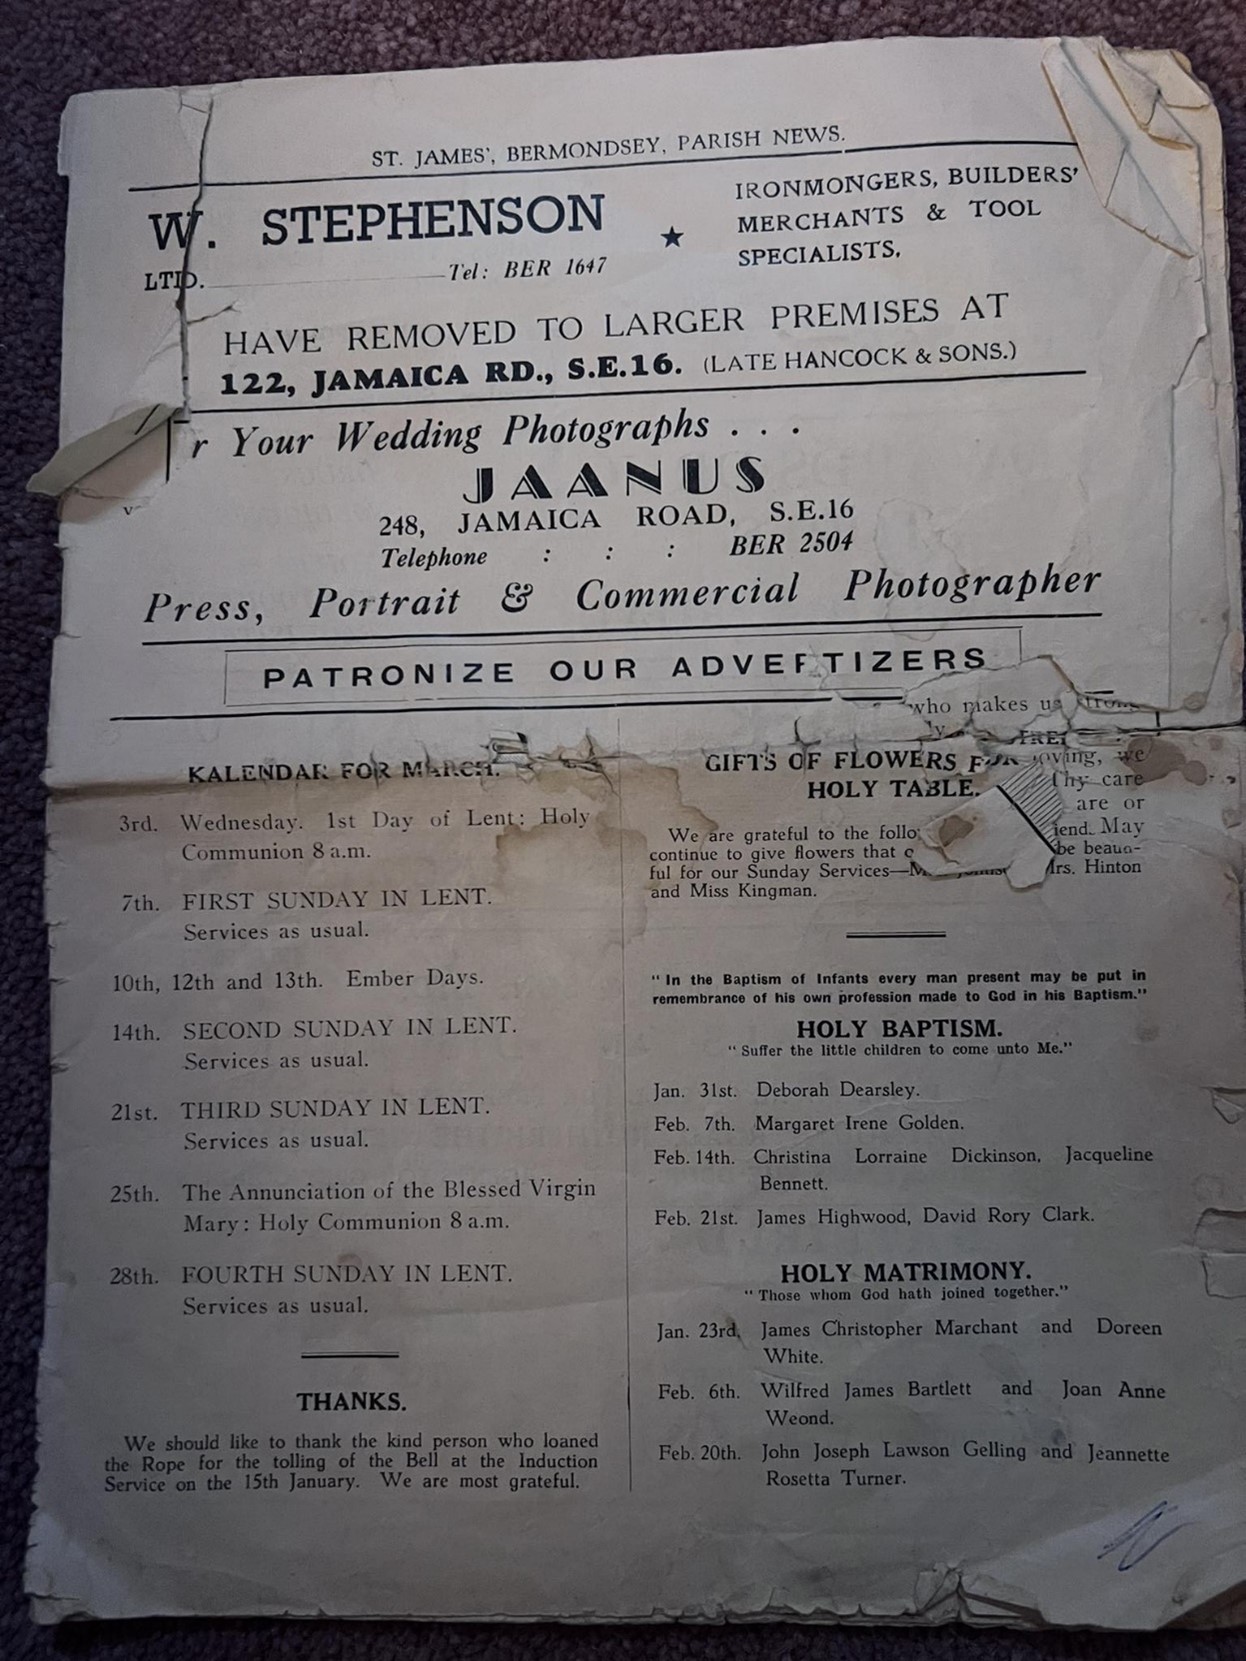 ST. JAMES', BERMONDSEY, PARISH NEWS.
W. STEPHENSON
LTD. Tel: BER 1647
★
IRONMONGERS, BUILDERS'
MERCHANTS & TOOL
SPECIALISTS,
HAVE REMOVED TO LARGER PREMISES AT
122, JAMAICA RD., S.E.16. (LATE HANCOCK & SONS.)
r Your Wedding Photographs . . .
JAANUS
248, JAMAICA ROAD, S.E.16
Telephone : : : BER 2504
Press, Portrait & Commercial Photographer
PATRONIZE OUR ADVERTIZERS
KALENDAR FOR MARCH.
3rd. Wednesday. 1st Day of Lent: Holy
Communion 8 a.m.
7th. FIRST SUNDAY IN LENT.
Services as usual.
10th, 12th and 13th. Ember Days.
14th. SECOND SUNDAY IN LENT.
Services as usual.
21st. THIRD SUNDAY IN LENT.
Services as usual.
25th. The Annunciation of the Blessed Virgin
Mary: Holy Communion 8 a.m.
28th. FOURTH SUNDAY IN LENT.
Services as usual.
THANKS.
We should like to thank the kind person who loaned
the Rope for the tolling of the Bell at the Induction
Service on the 15th January. We are most grateful.
who makes us
GIFTS OF FLOWERS FOR
HOLY TABLE.
oving, we
Thy care
are or
iend. May
We are grateful to the follo
continue to give flowers that be beau-
ful for our Sunday Services— Mrs. Hinton
and Miss Kingman.
"In the Baptism of Infants every man present may be put in
remembrance of his own profession made to God in his Baptism."
HOLY BAPTISM.
"Suffer the little children to come unto Me."
Jan. 31st. Deborah Dearsley.
Feb. 7th. Margaret Irene Golden.
Feb. 14th. Christina Lorraine Dickinson, Jacqueline
Bennett.
Feb. 21st. James Highwood, David Rory Clark.
HOLY MATRIMONY.
"Those whom God hath joined together."
Jan. 23rd. James Christopher Marchant and Doreen
White.
Feb. 6th. Wilfred James Bartlett and Joan Anne
Weond.
Feb. 20th. John Joseph Lawson Gelling and Jeannette
Rosetta Turner.